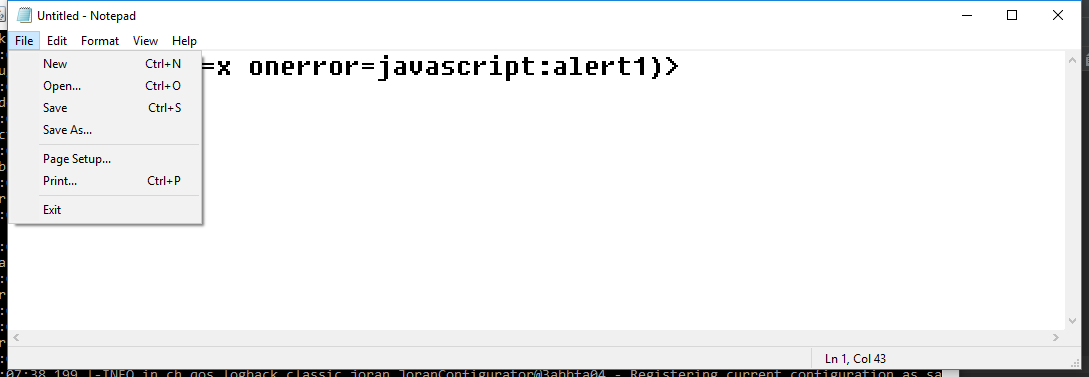 Untitled - Notepad
File Edit Format View Help
=x onerror=javascript:alert1)>
New Ctrl+N
Open... Ctrl+O
Save Ctrl+S
Save As...
Page Setup...
Print... Ctrl+P
Exit
Ln 1, Col 43
:07:38,199 |-INFO in ch.qos.logback.classic.joran.JoranConfigurator@3abbfa04 - Registering current configuration as sa